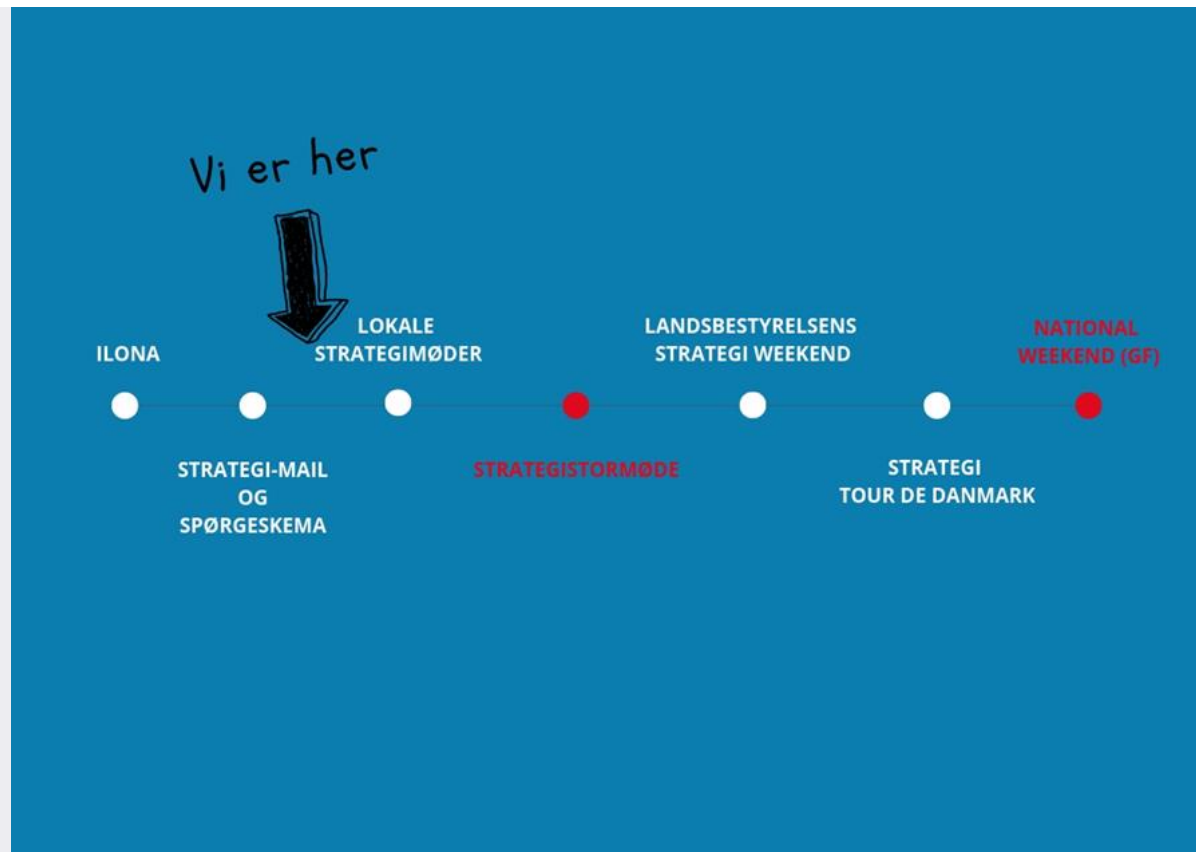 Vi er her
ILONA
STRATEGI-MAIL
OG
SPØRGESKEMA
LOKALE
STRATEGIMØDER
STRATEGISTORMØDE
LANDSBESTYRELSENS
STRATEGI WEEKEND
STRATEGI
TOUR DE DANMARK
NATIONAL
WEEKEND (GF)